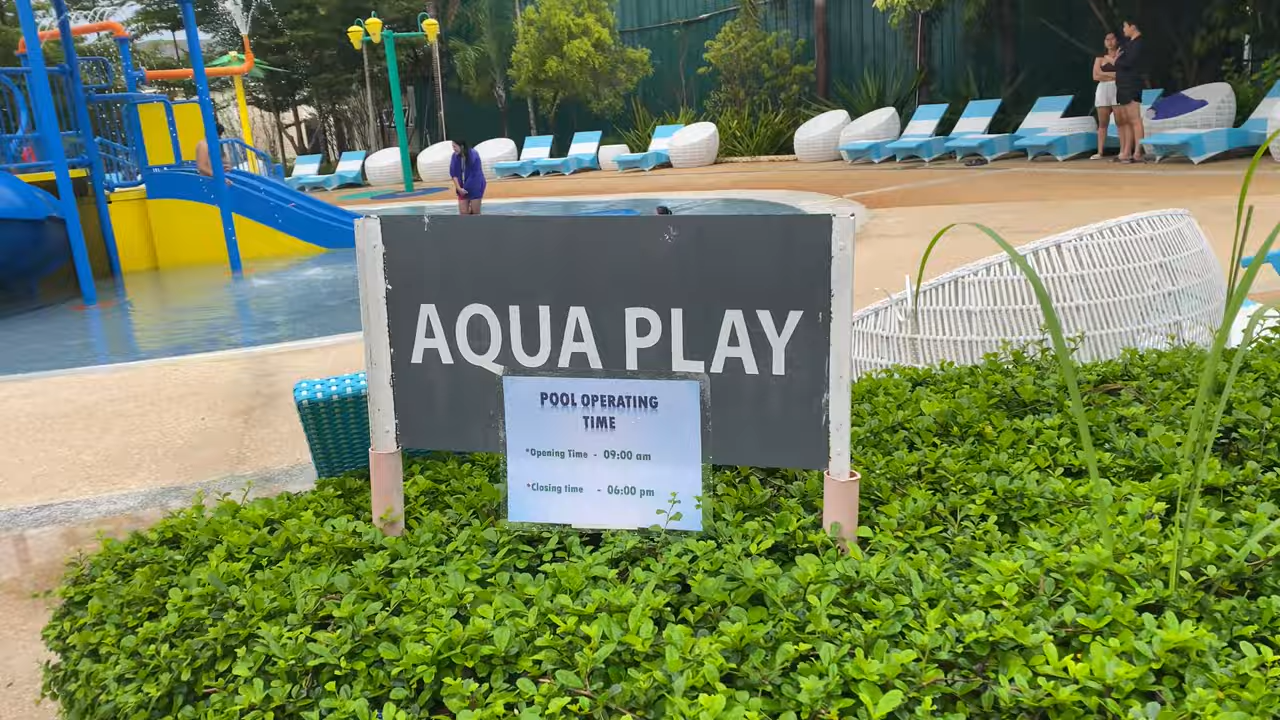 AQUA PLAY
POOL OPERATING
TIME
*Opening Time - 09:00 am
*Closing time - 06:00 pm